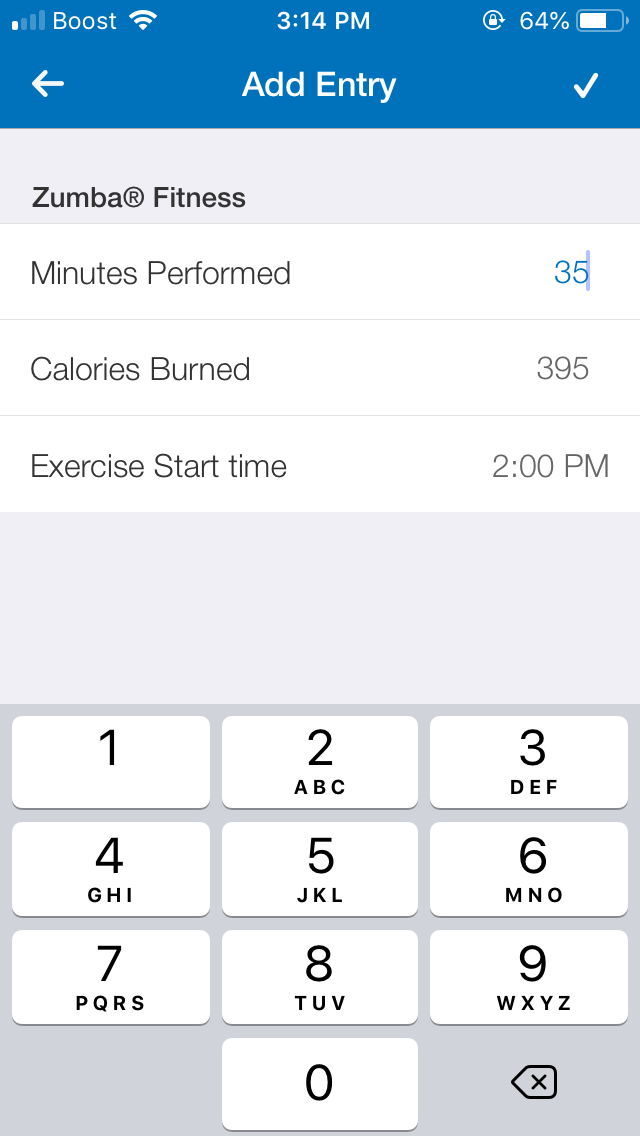 Boost 3:14 PM 64%
Add Entry
Zumba® Fitness
Minutes Performed 35
Calories Burned 395
Exercise Start time 2:00 PM
1 2 3
ABC DEF
4 5 6
GHI JKL MNO
7 8 9
PQRS TUV WXYZ
0